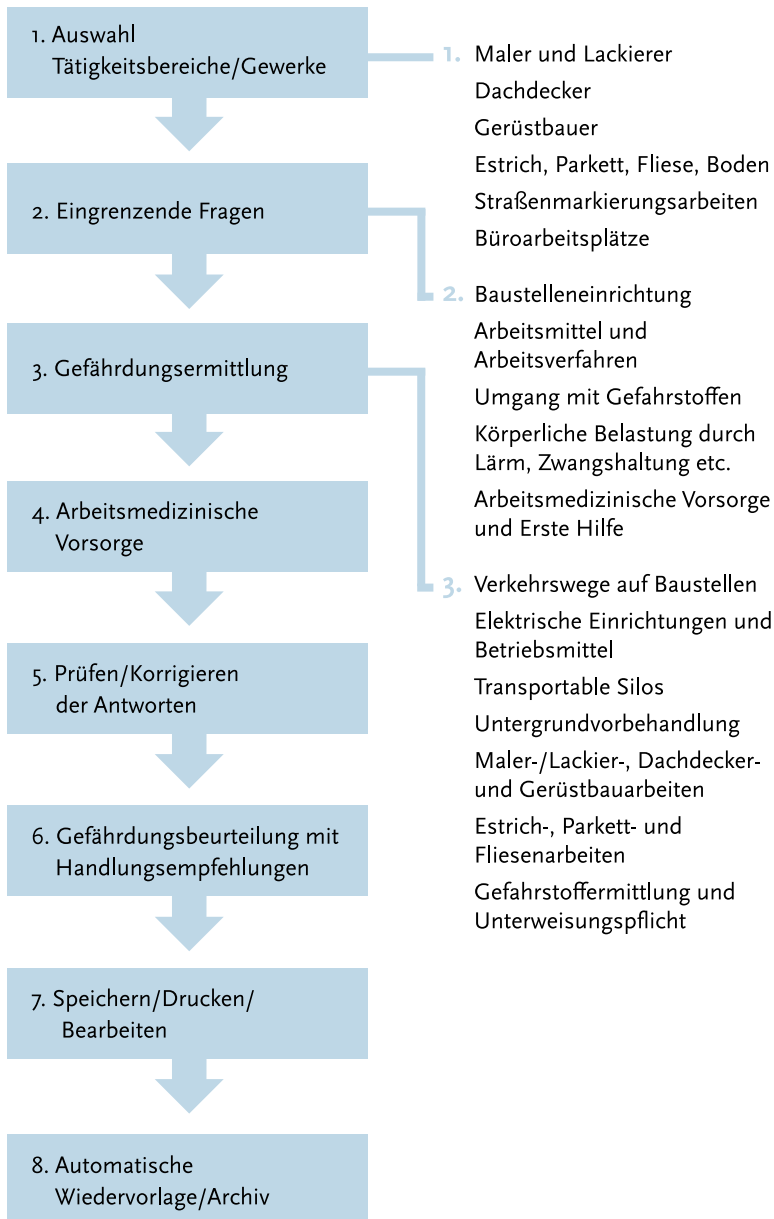 1. Auswahl
Tätigkeitsbereiche/Gewerke
2. Eingrenzende Fragen
3. Gefährdungsermittlung
4. Arbeitsmedizinische
Vorsorge
5. Prüfen/Korrigieren
der Antworten
6. Gefährdungsbeurteilung mit
Handlungsempfehlungen
7. Speichern/Drucken/
Bearbeiten
8. Automatische
Wiedervorlage/Archiv
1. Maler und Lackierer
Dachdecker
Gerüstbauer
Estrich, Parkett, Fliese, Boden
Straßenmarkierungsarbeiten
Büroarbeitsplätze
2. Baustelleneinrichtung
Arbeitsmittel und
Arbeitsverfahren
Umgang mit Gefahrstoffen
Körperliche Belastung durch
Lärm, Zwangshaltung etc.
Arbeitsmedizinische Vorsorge
und Erste Hilfe
3. Verkehrswege auf Baustellen
Elektrische Einrichtungen und
Betriebsmittel
Transportable Silos
Untergrundvorbehandlung
Maler-/Lackier-, Dachdecker-
und Gerüstbauarbeiten
Estrich-, Parkett- und
Fliesenarbeiten
Gefahrstoffermittlung und
Unterweisungspflicht